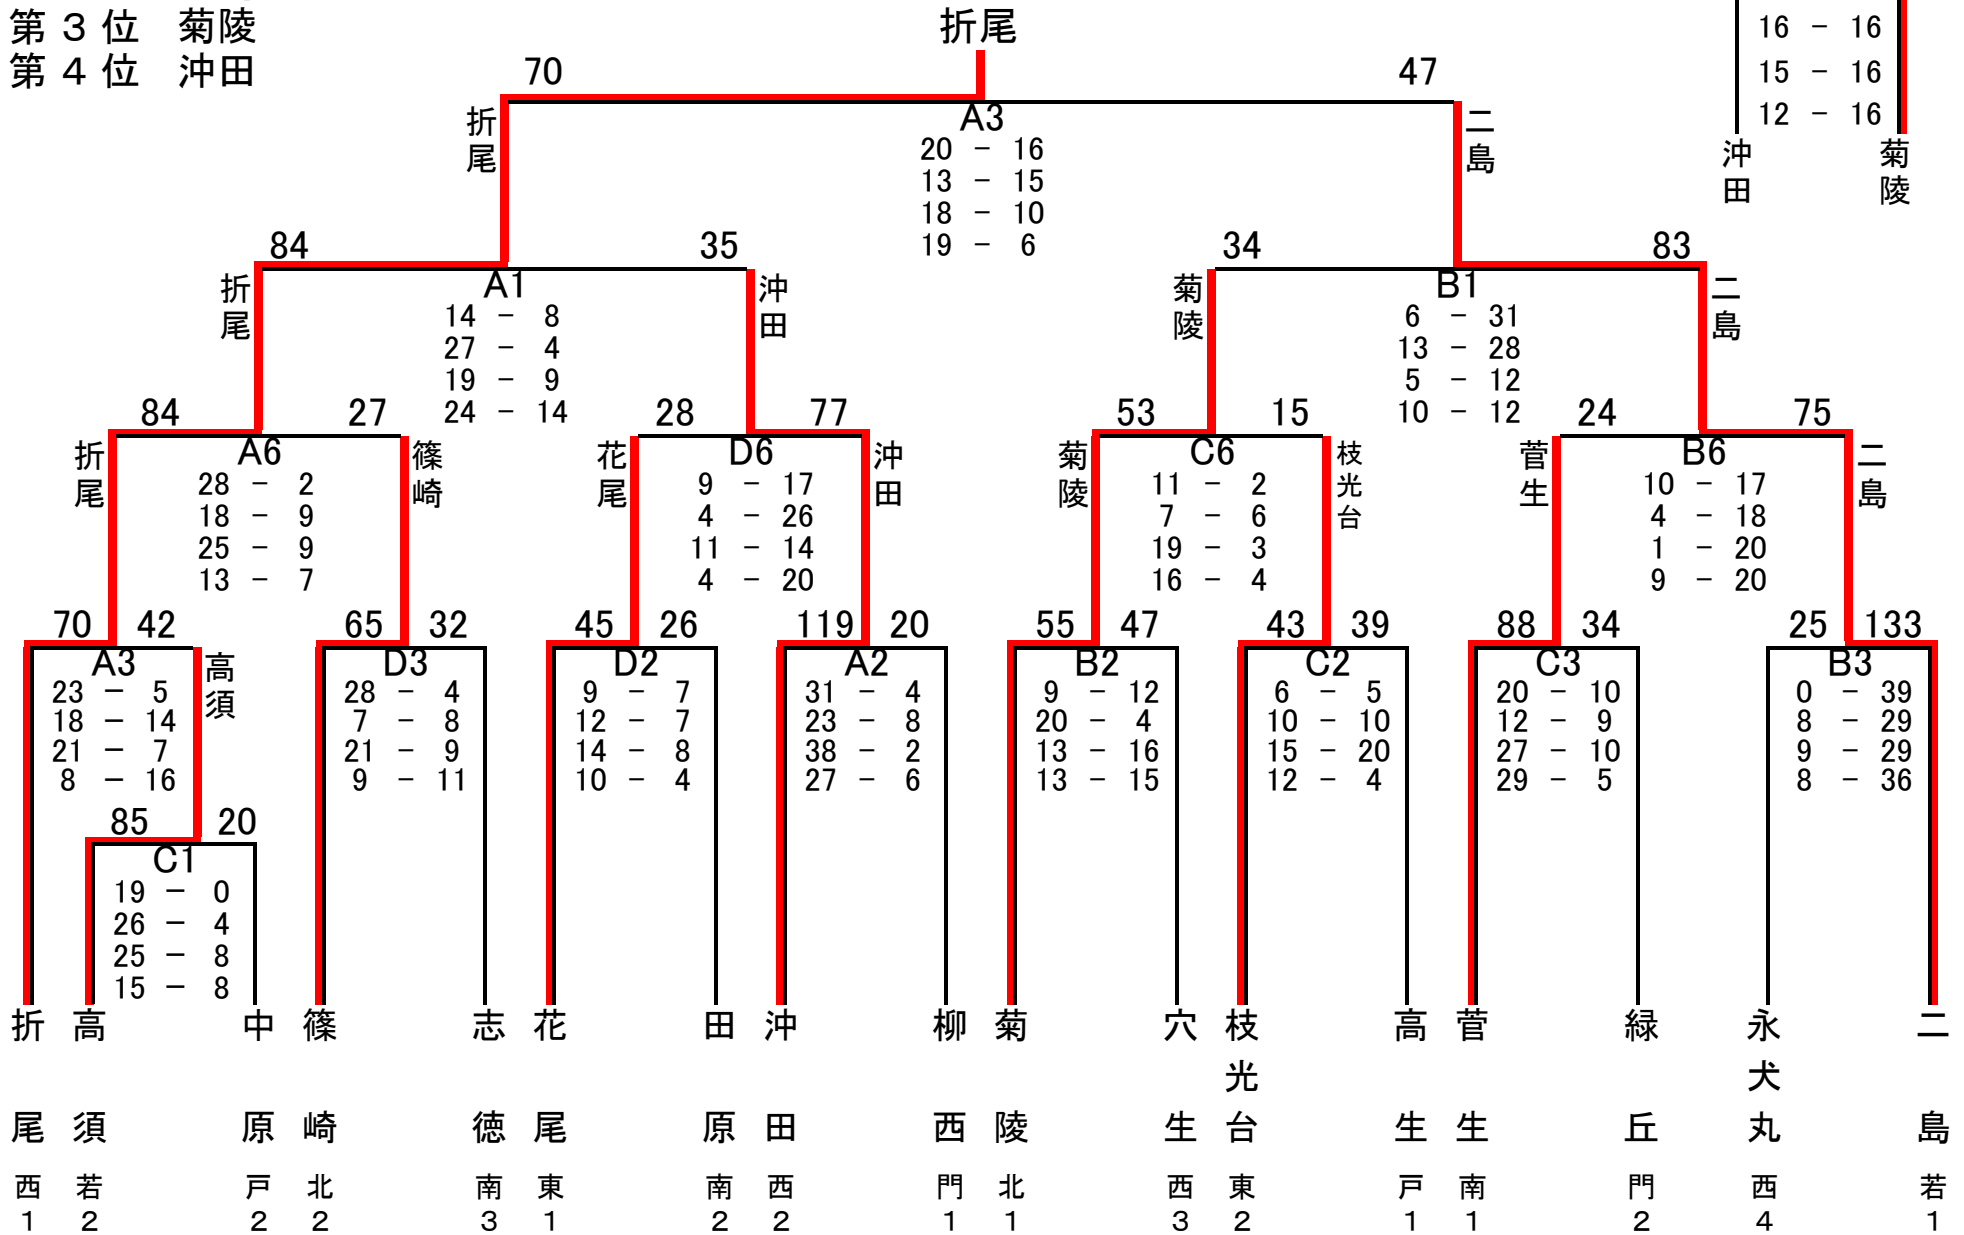 第３位 菊陵
第４位 沖田
折尾
16 － 16
15 － 16
12 － 16
沖田 菊陵
70 47
折尾 二島
A3
20 － 16
13 － 15
18 － 10
19 － 6
84 35
折尾 沖田
A1
14 － 8
27 － 4
19 － 9
24 － 14
34 83
菊陵 二島
B1
6 － 31
13 － 28
5 － 12
10 － 12
84 27
折尾 篠崎
A6
28 － 2
18 － 9
25 － 9
13 － 7
28 77
花尾 沖田
D6
9 － 17
4 － 26
11 － 14
4 － 20
53 15
菊陵 枝光台
C6
11 － 2
7 － 6
19 － 3
16 － 4
24 75
菅生 二島
B6
10 － 17
4 － 18
1 － 20
9 － 20
70 42
A3
高須
23 － 5
18 － 14
21 － 7
8 － 16
65 32
D3
28 － 4
7 － 8
21 － 9
9 － 11
45 26
D2
9 － 7
12 － 7
14 － 8
10 － 4
119 20
A2
31 － 4
23 － 8
38 － 2
27 － 6
55 47
B2
9 － 12
20 － 4
13 － 16
13 － 15
43 39
C2
6 － 5
10 － 10
15 － 20
12 － 4
88 34
C3
20 － 10
12 － 9
27 － 10
29 － 5
25 133
B3
0 － 39
8 － 29
9 － 29
8 － 36
85 20
C1
19 － 0
26 － 4
25 － 8
15 － 8
折尾 西1
高須 若2
中原 戸2
篠崎 北2
志徳 南3
花尾 東1
田原 南2
沖田 西2
柳西 門1
菊陵 北1
穴生 西3
枝光台 東2
高生 戸1
菅生 南1
緑丘 門2
永犬丸 西4
二島 若1